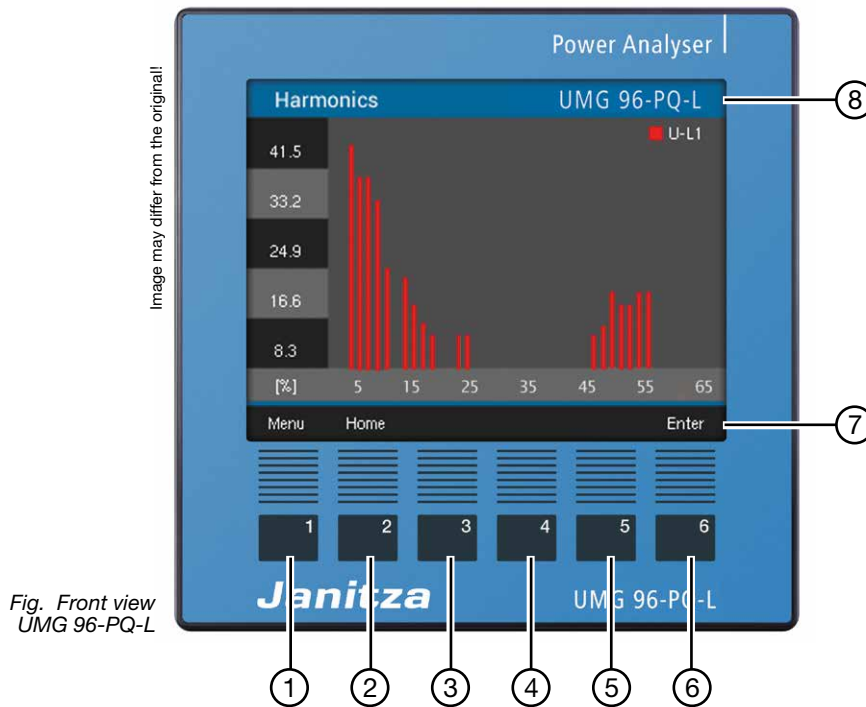 Image may differ from the original!
Power Analyser
Harmonics UMG 96-PQ-L
8
U-L1
41.5
33.2
24.9
16.6
8.3
[%] 5 15 25 35 45 55 65
Menu Home Enter
7
1 2 3 4 5 6
Janitza UMG 96-PQ-L
Fig. Front view
UMG 96-PQ-L
1 2 3 4 5 6